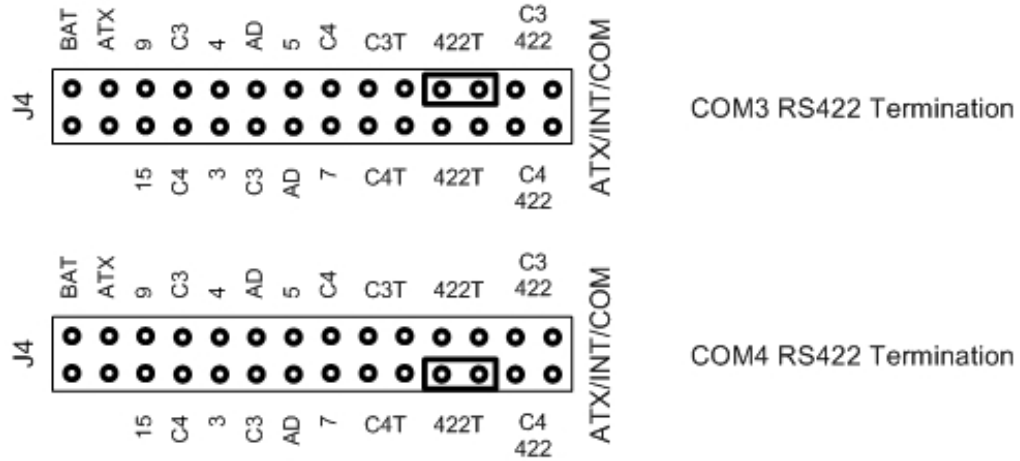 BAT ATX 9 C3 4 AD 5 C4 C3T 422T C3
422
J4
ATX/INT/COM
COM3 RS422 Termination
15 C4 3 C3 AD 7 C4T 422T C4
422
BAT ATX 9 C3 4 AD 5 C4 C3T 422T C3
422
J4
ATX/INT/COM
COM4 RS422 Termination
15 C4 3 C3 AD 7 C4T 422T C4
422